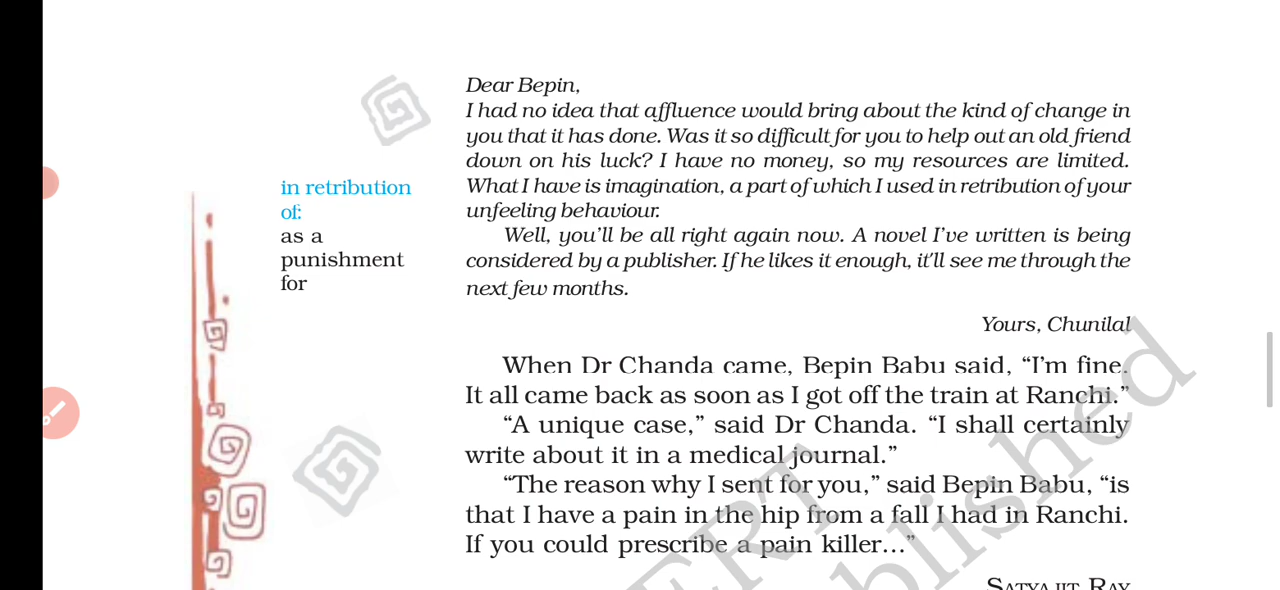 Dear Bepin,
I had no idea that affluence would bring about the kind of change in
you that it has done. Was it so difficult for you to help out an old friend
down on his luck? I have no money, so my resources are limited.
What I have is imagination, a part of which I used in retribution of your
unfeeling behaviour.
Well, you'll be all right again now. A novel I've written is being
considered by a publisher. If he likes it enough, it'll see me through the
next few months.
Yours, Chunilal
in retribution
of:
as a
punishment
for
When Dr Chanda came, Bepin Babu said, “I'm fine.
It all came back as soon as I got off the train at Ranchi.”
“A unique case,” said Dr Chanda. “I shall certainly
write about it in a medical journal.”
“The reason why I sent for you,” said Bepin Babu, “is
that I have a pain in the hip from a fall I had in Ranchi.
If you could prescribe a pain killer...”
SATYAJIT RAY